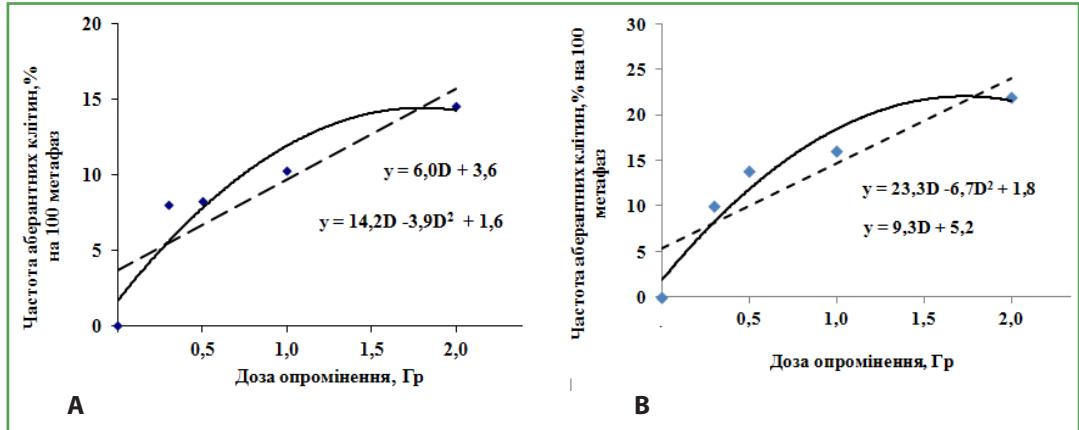 Частота аберантних клітин,%
на 100 метафаз
20
15
10
5
0
y = 6,0D + 3,6
y = 14,2D -3,9D² + 1,6
0,5 1,0 1,5 2,0
Доза опромінення, Гр
A
Частота аберантних клітин,% на 100
метафаз
30
25
20
15
10
5
0
y = 23,3D -6,7D² + 1,8
y = 9,3D + 5,2
0,5 1,0 1,5 2,0
Доза опромінення, Гр
B